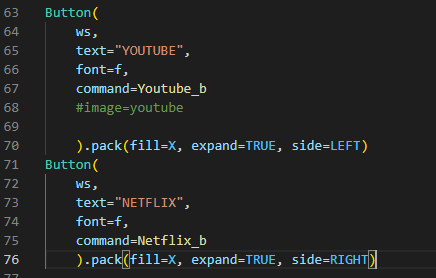 63 Button(
64     ws,
65     text="YOUTUBE",
66     font=f,
67     command=Youtube_b
68     #image=youtube
69
70     ).pack(fill=X, expand=TRUE, side=LEFT)
71 Button(
72     ws,
73     text="NETFLIX",
74     font=f,
75     command=Netflix_b
76     ).pack(fill=X, expand=TRUE, side=RIGHT)
77